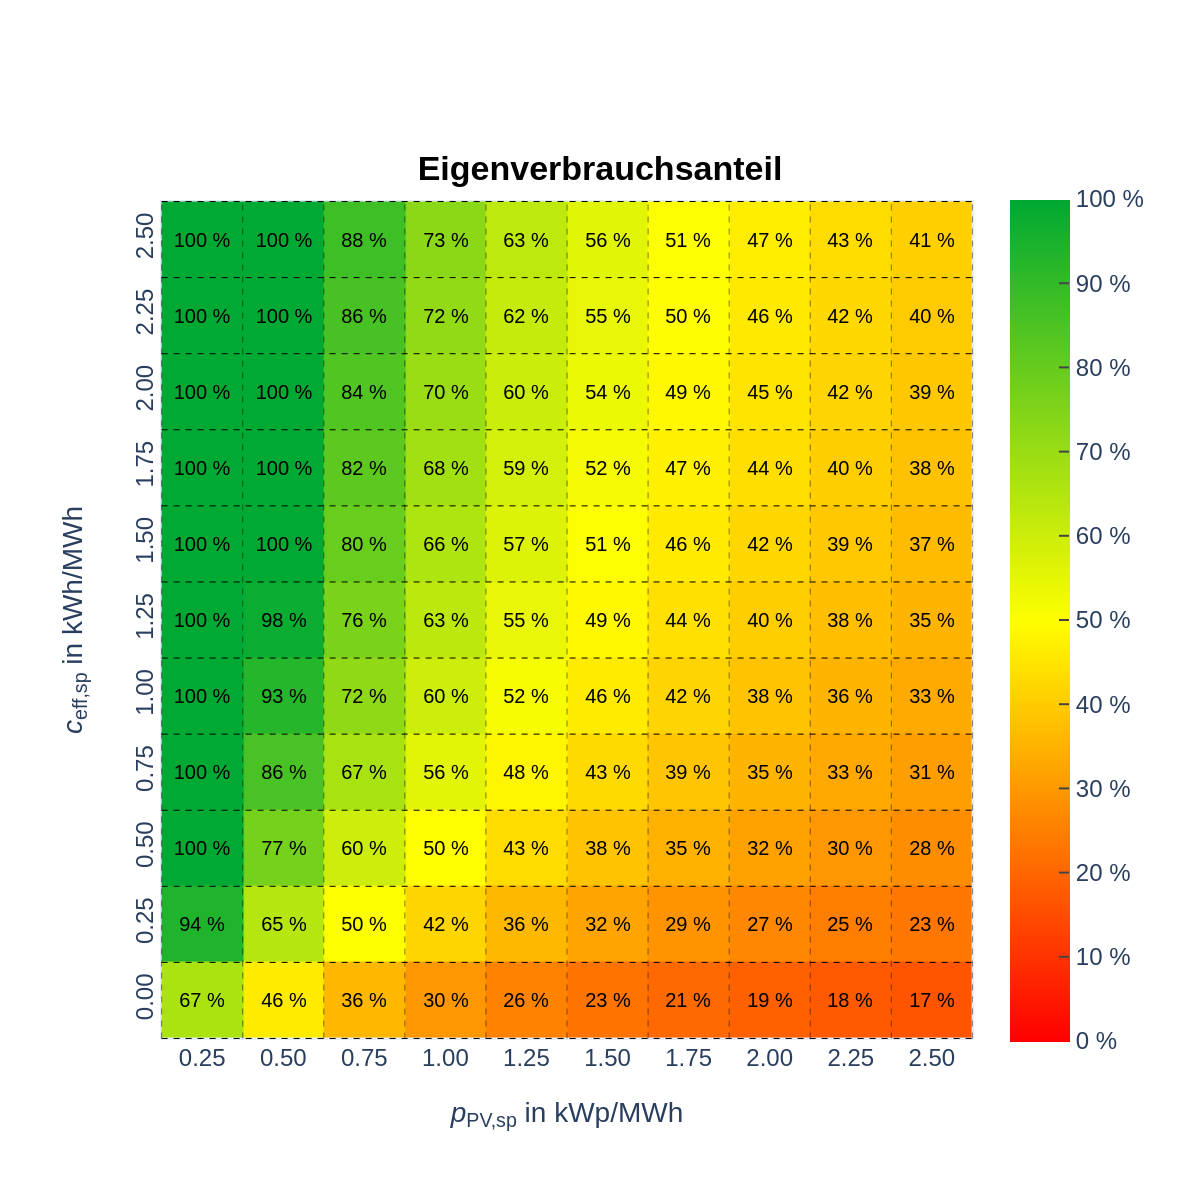 Eigenverbrauchsanteil
2.50 100 % 100 % 88 % 73 % 63 % 56 % 51 % 47 % 43 % 41 %
2.25 100 % 100 % 86 % 72 % 62 % 55 % 50 % 46 % 42 % 40 %
2.00 100 % 100 % 84 % 70 % 60 % 54 % 49 % 45 % 42 % 39 %
1.75 100 % 100 % 82 % 68 % 59 % 52 % 47 % 44 % 40 % 38 %
1.50 100 % 100 % 80 % 66 % 57 % 51 % 46 % 42 % 39 % 37 %
1.25 100 % 98 % 76 % 63 % 55 % 49 % 44 % 40 % 38 % 35 %
1.00 100 % 93 % 72 % 60 % 52 % 46 % 42 % 38 % 36 % 33 %
0.75 100 % 86 % 67 % 56 % 48 % 43 % 39 % 35 % 33 % 31 %
0.50 100 % 77 % 60 % 50 % 43 % 38 % 35 % 32 % 30 % 28 %
0.25 94 % 65 % 50 % 42 % 36 % 32 % 29 % 27 % 25 % 23 %
0.00 67 % 46 % 36 % 30 % 26 % 23 % 21 % 19 % 18 % 17 %
0.25 0.50 0.75 1.00 1.25 1.50 1.75 2.00 2.25 2.50
pPV,sp in kWp/MWh
ceff,sp in kWh/MWh
100 %
90 %
80 %
70 %
60 %
50 %
40 %
30 %
20 %
10 %
0 %